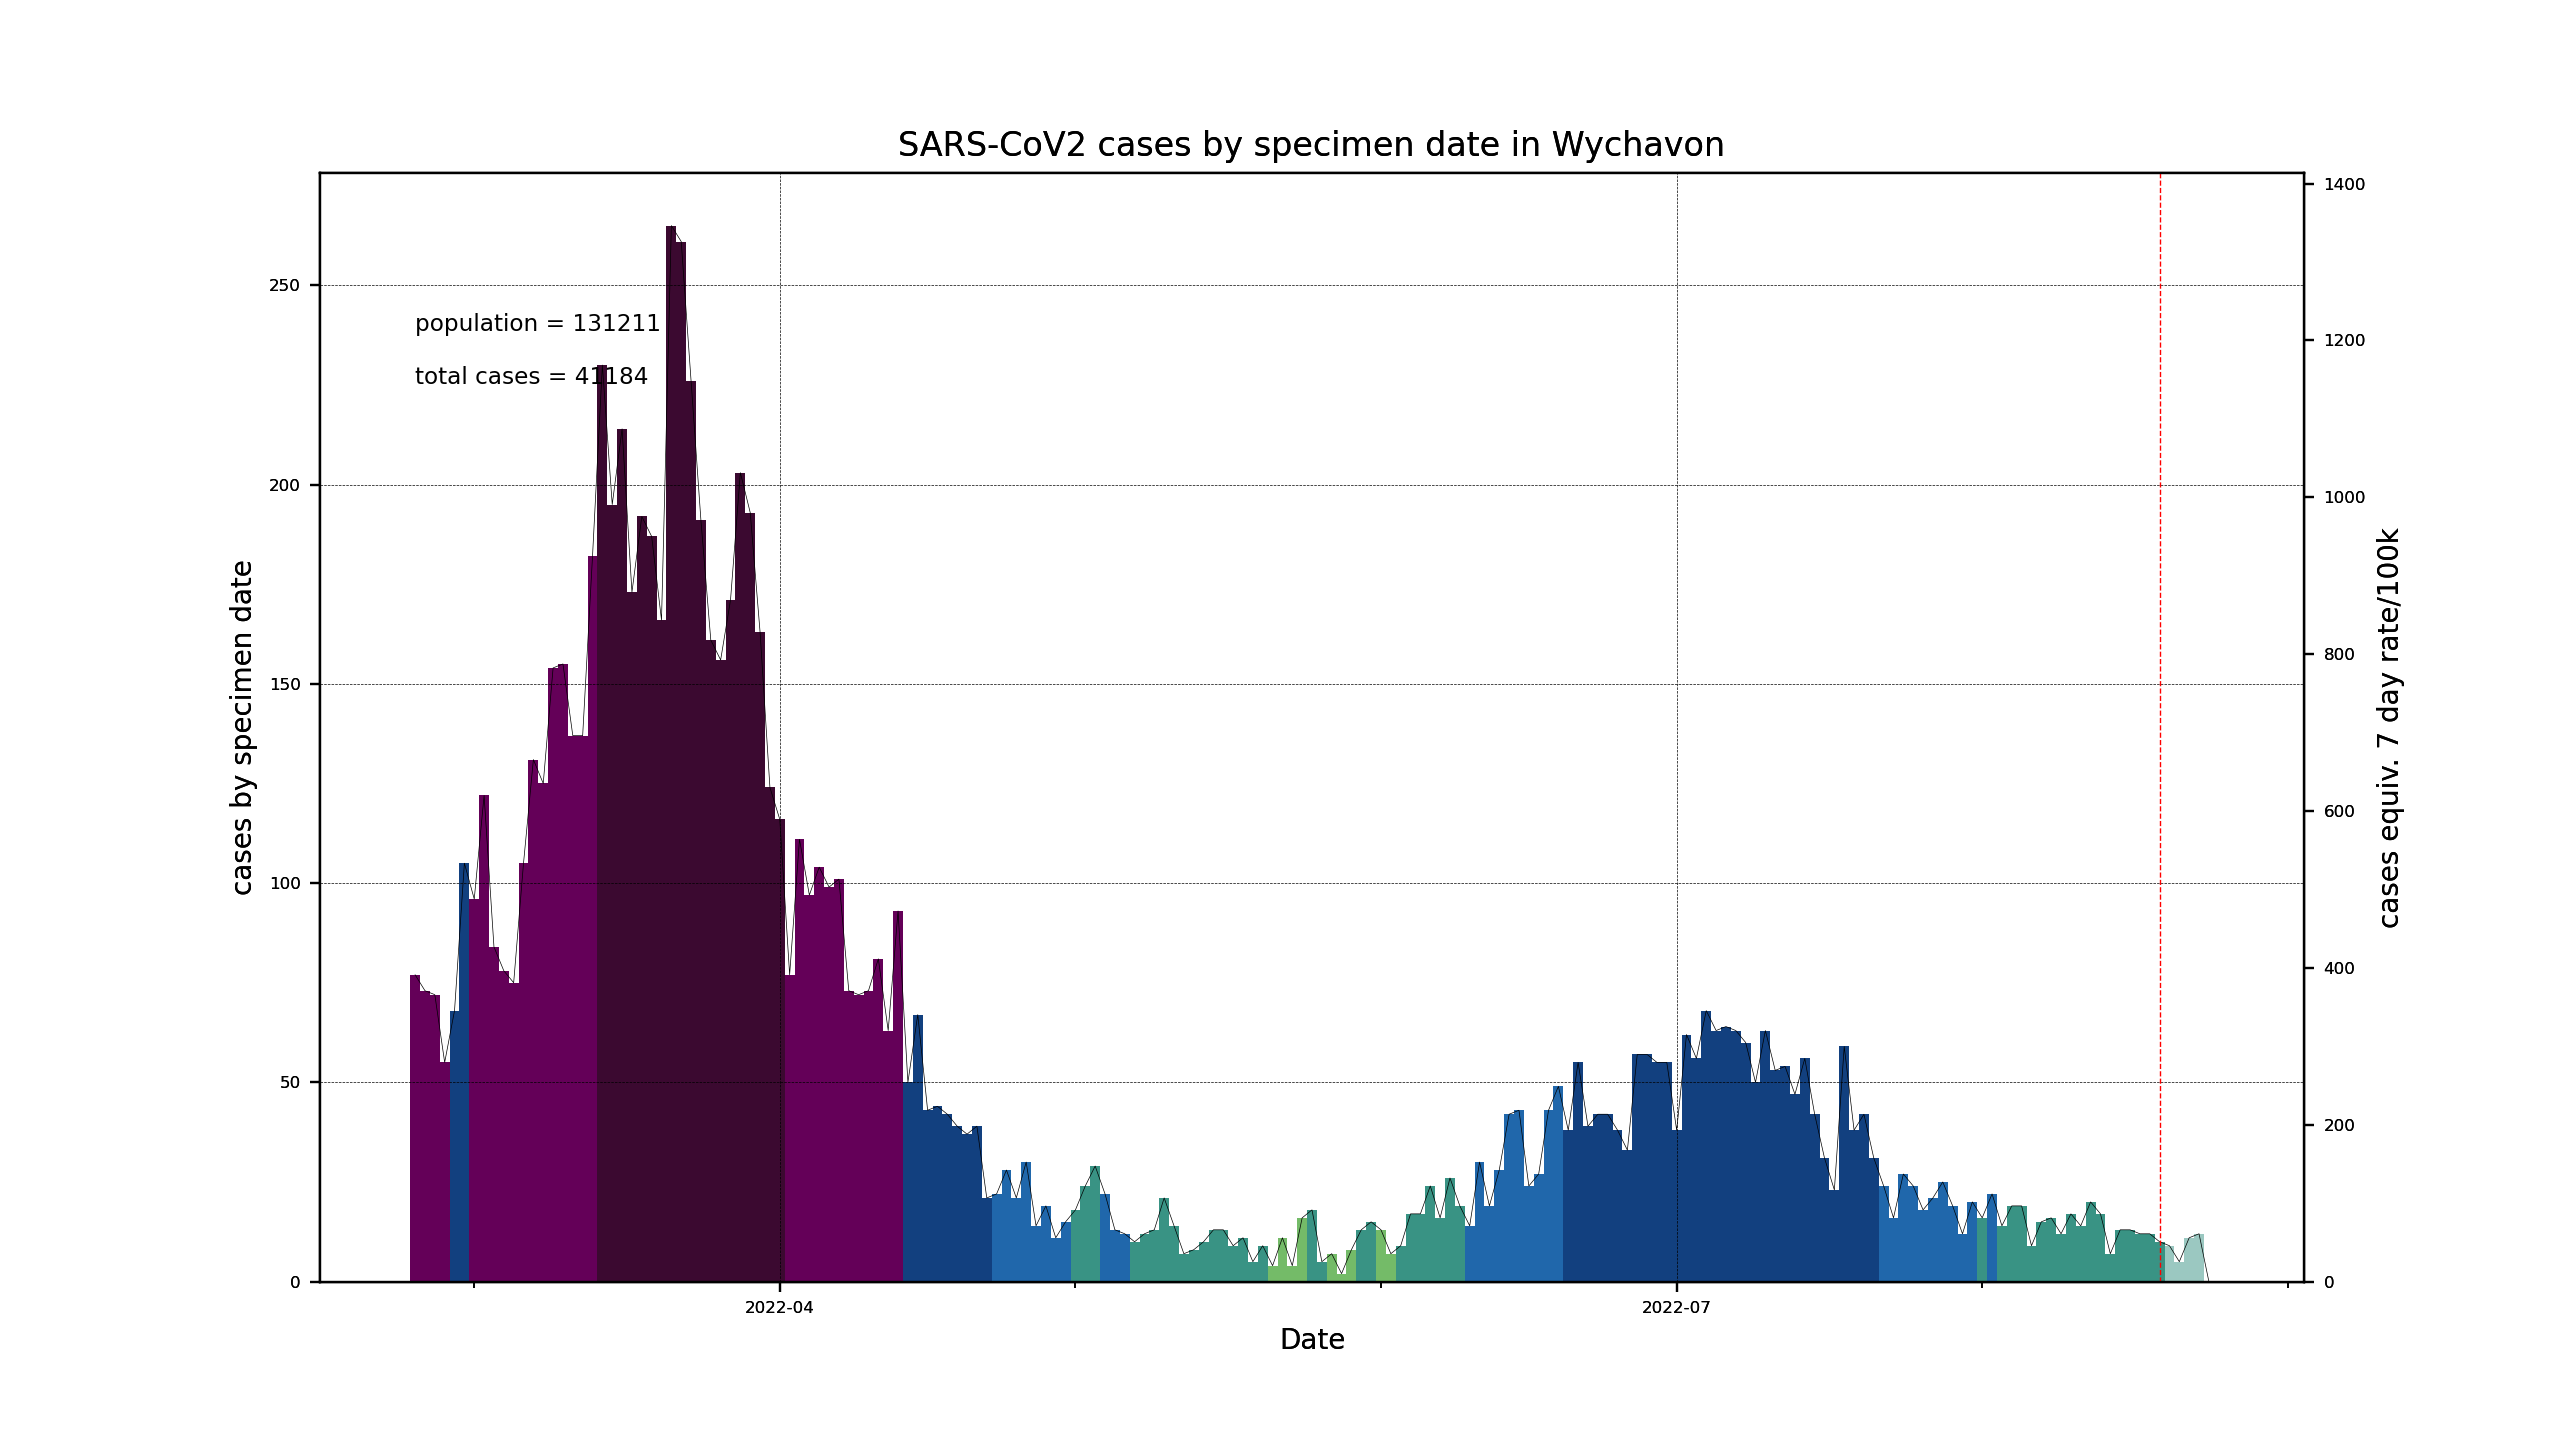 SARS-CoV2 cases by specimen date in Wychavon
population = 131211
total cases = 41184
cases by specimen date
250
200
150
100
50
0
1400
1200
1000
800
600
400
200
0
cases equiv. 7 day rate/100k
2022-04
2022-07
Date